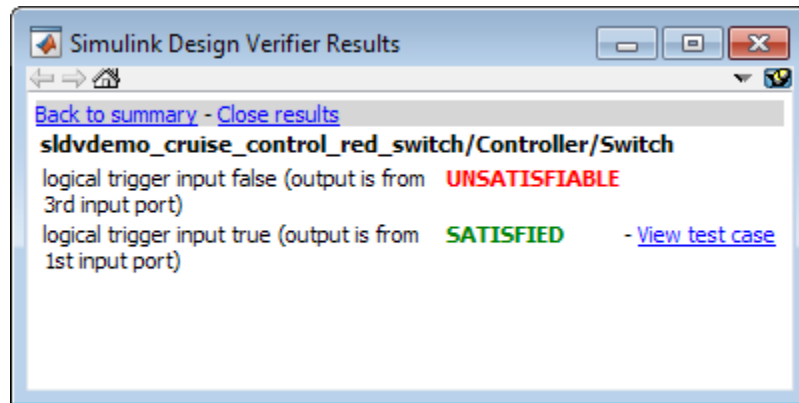 Simulink Design Verifier Results
Back to summary - Close results
sldvdemo_cruise_control_red_switch/Controller/Switch
logical trigger input false (output is from UNSATISFIABLE
3rd input port)
logical trigger input true (output is from SATISFIED - View test case
1st input port)